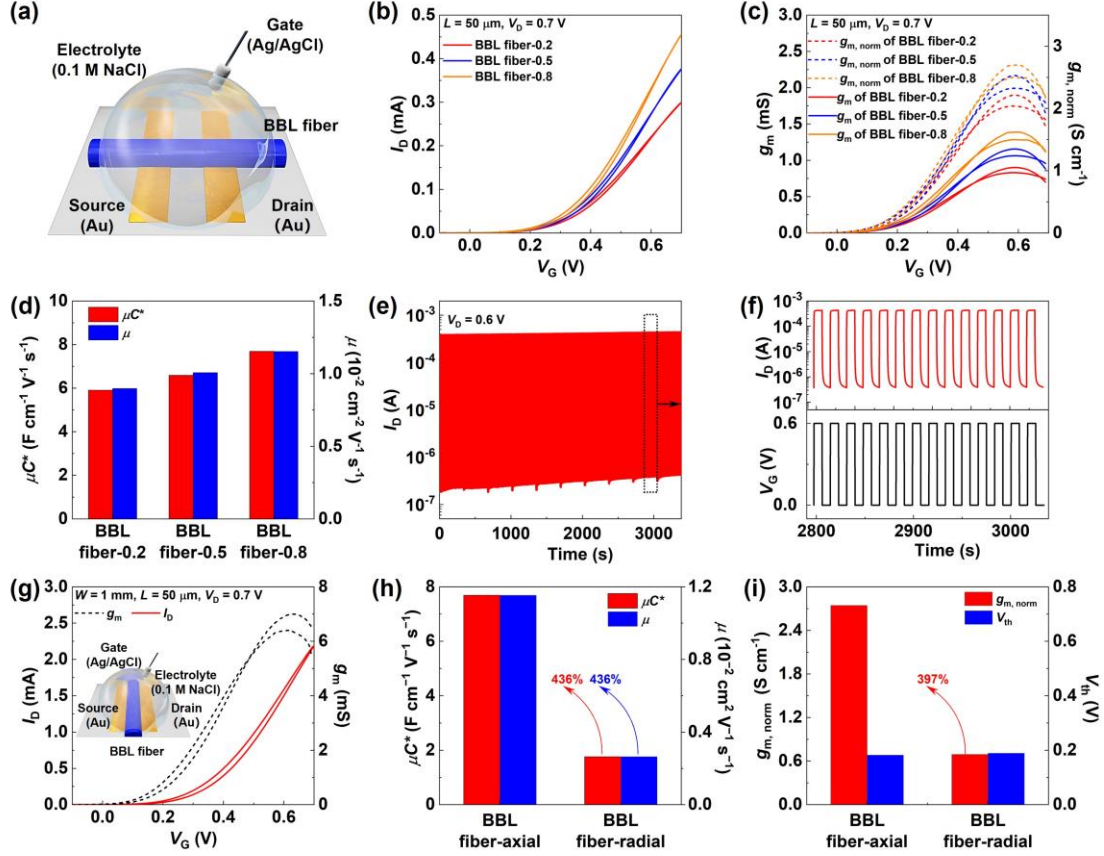 (a)
Gate
(Ag/AgCl)
Electrolyte
(0.1 M NaCl)
BBL fiber
Source
(Au)
Drain
(Au)
(b)
L = 50 μm, V_D = 0.7 V
BBL fiber-0.2
BBL fiber-0.5
BBL fiber-0.8
0.5
0.4
0.3
0.2
0.1
0.0
I_D (mA)
0.0 0.2 0.4 0.6
V_G (V)
(c)
L = 50 μm, V_D = 0.7 V
g_m, norm of BBL fiber-0.2
g_m, norm of BBL fiber-0.5
g_m, norm of BBL fiber-0.8
g_m of BBL fiber-0.2
g_m of BBL fiber-0.5
g_m of BBL fiber-0.8
3.0
2.5
2.0
1.5
1.0
0.5
0.0
g_m (mS)
3
2
1
0
g_m, norm (S cm⁻¹)
0.0 0.2 0.4 0.6
V_G (V)
(d)
μC*
μ
10
8
6
4
2
0
μC* (F cm⁻¹ V⁻¹ s⁻¹)
1.5
1.0
0.5
0.0
μ (10⁻² cm⁻² V⁻¹ s⁻¹)
BBL BBL BBL
fiber-0.2 fiber-0.5 fiber-0.8
(e)
V_D = 0.6 V
10⁻³
10⁻⁴
10⁻⁵
10⁻⁶
10⁻⁷
I_D (A)
0 1000 2000 3000
Time (s)
(f)
10⁻³
10⁻⁴
10⁻⁵
10⁻⁶
10⁻⁷
I_D (A)
0.6
0.0
V_G (V)
2800 2900 3000
Time (s)
(g)
W = 1 mm, L = 50 μm, V_D = 0.7 V
g_m I_D
Gate
(Ag/AgCl)
Electrolyte
(0.1 M NaCl)
Source
(Au)
Drain
(Au)
BBL fiber
3.0
2.5
2.0
1.5
1.0
0.5
0.0
I_D (mA)
8
6
4
2
0
g_m (mS)
0.0 0.2 0.4 0.6
V_G (V)
(h)
μC*
μ
436% 436%
8
6
4
2
0
μC* (F cm⁻¹ V⁻¹ s⁻¹)
1.2
0.9
0.6
0.3
0.0
μ (10⁻² cm² V⁻¹ s⁻¹)
BBL BBL
fiber-axial fiber-radial
(i)
g_m, norm
V_th
397%
3.0
2.4
1.8
1.2
0.6
0.0
g_m, norm (S cm⁻¹)
0.8
0.6
0.4
0.2
0.0
V_th (V)
BBL BBL
fiber-axial fiber-radial